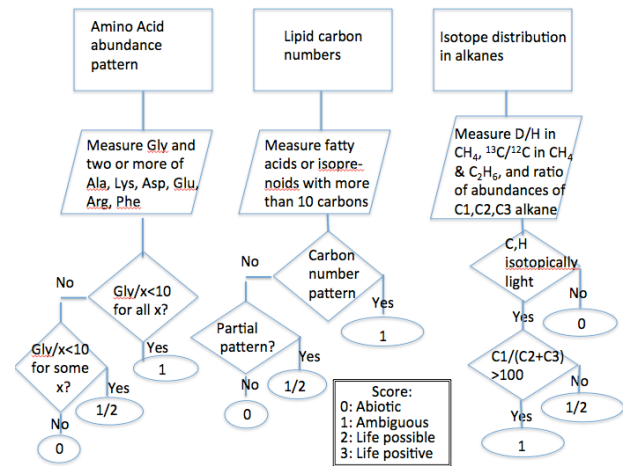 Amino Acid
abundance
pattern
Measure Gly and
two or more of
Ala, Lys, Asp, Glu,
Arg, Phe
No
Gly/x<10
for all x?
Yes
1
Gly/x<10
for some
x?
Yes
1/2
No
0
Lipid carbon
numbers
Measure fatty
acids or isopre-
noids with more
than 10 carbons
No
Carbon
number
pattern
Yes
1
Partial
pattern?
Yes
1/2
No
0
Isotope distribution
in alkanes
Measure D/H in
CH₄, ¹³C/¹²C in CH₄
& C₂H₆, and ratio
of abundances of
C1,C2,C3 alkane
C,H
isotopically
light
No
0
Yes
C1/(C2+C3)
>100
No
1/2
Yes
1
Score:
0: Abiotic
1: Ambiguous
2: Life possible
3: Life positive